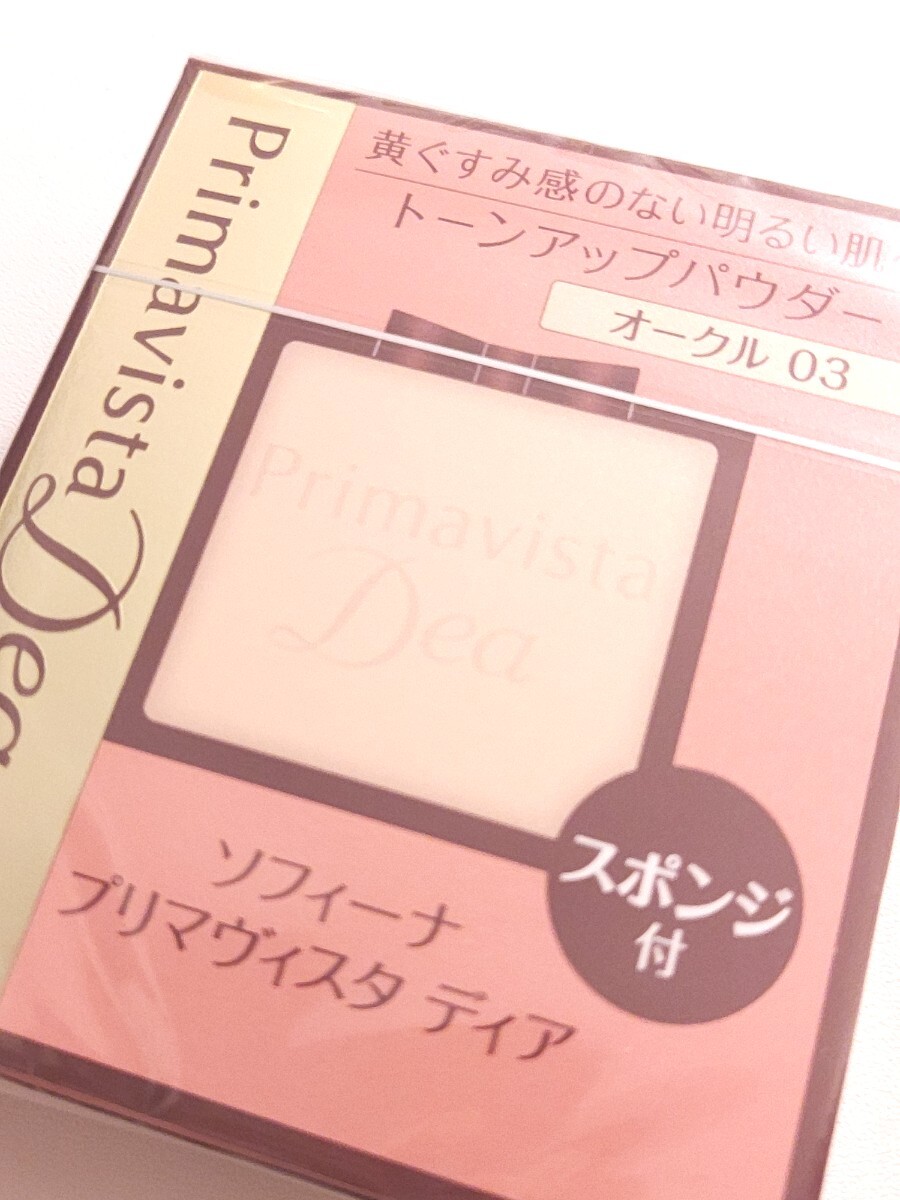 Primavista
Dea
黄ぐすみ感のない明るい肌
トーンアップパウダー
オークル 03
Primavista
Dea
スポンジ
付
ソフィーナ
プリマヴィスタ ディア